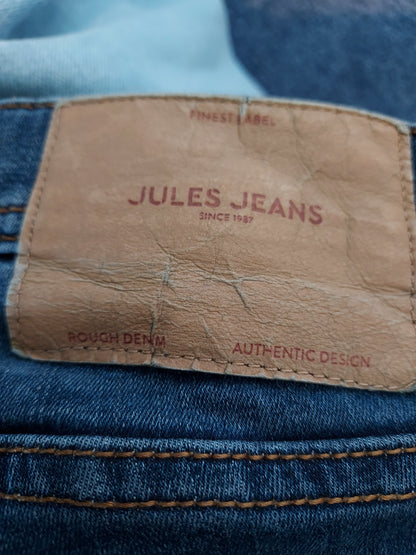 FINEST LABEL
JULES JEANS
SINCE 1987
ROUGH DENIM
AUTHENTIC DESIGN